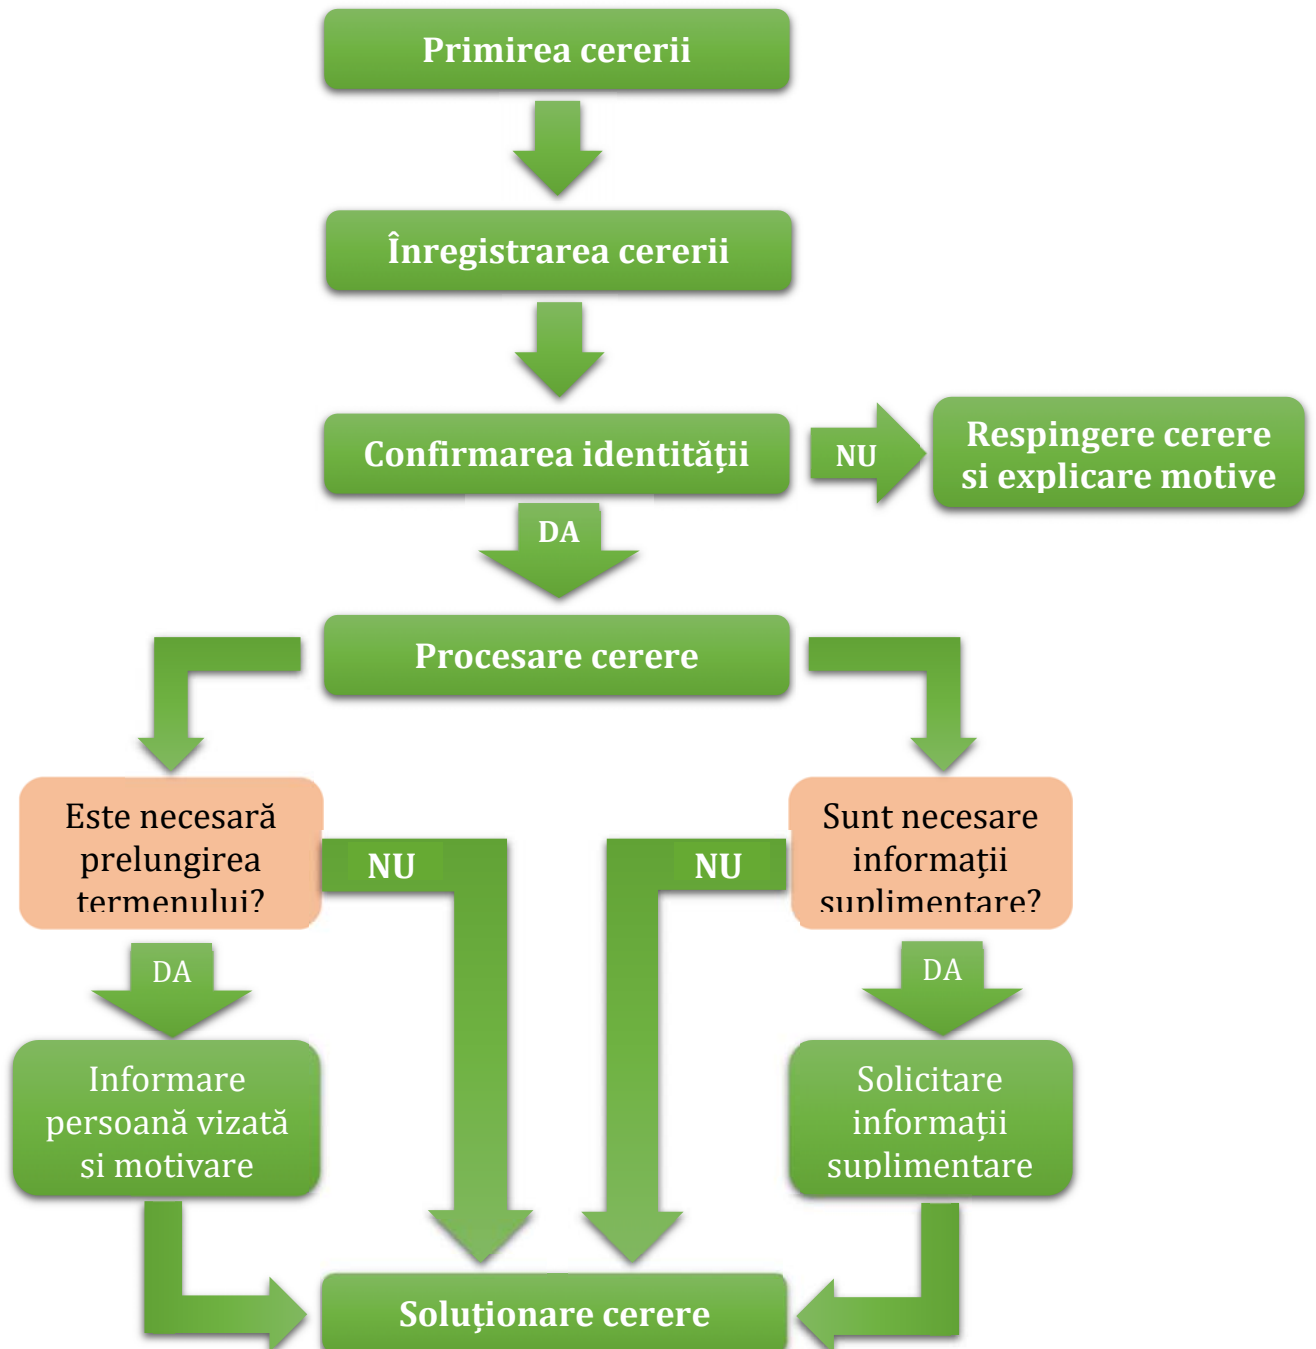 Primirea cererii
Înregistrarea cererii
Confirmarea identității
NU
Respingere cerere
si explicare motive
DA
Procesare cerere
Este necesară
prelungirea
termenului?
NU
NU
Sunt necesare
informații
suplimentare?
DA
DA
Informare
persoană vizată
si motivare
Solicitare
informații
suplimentare
Soluționare cerere